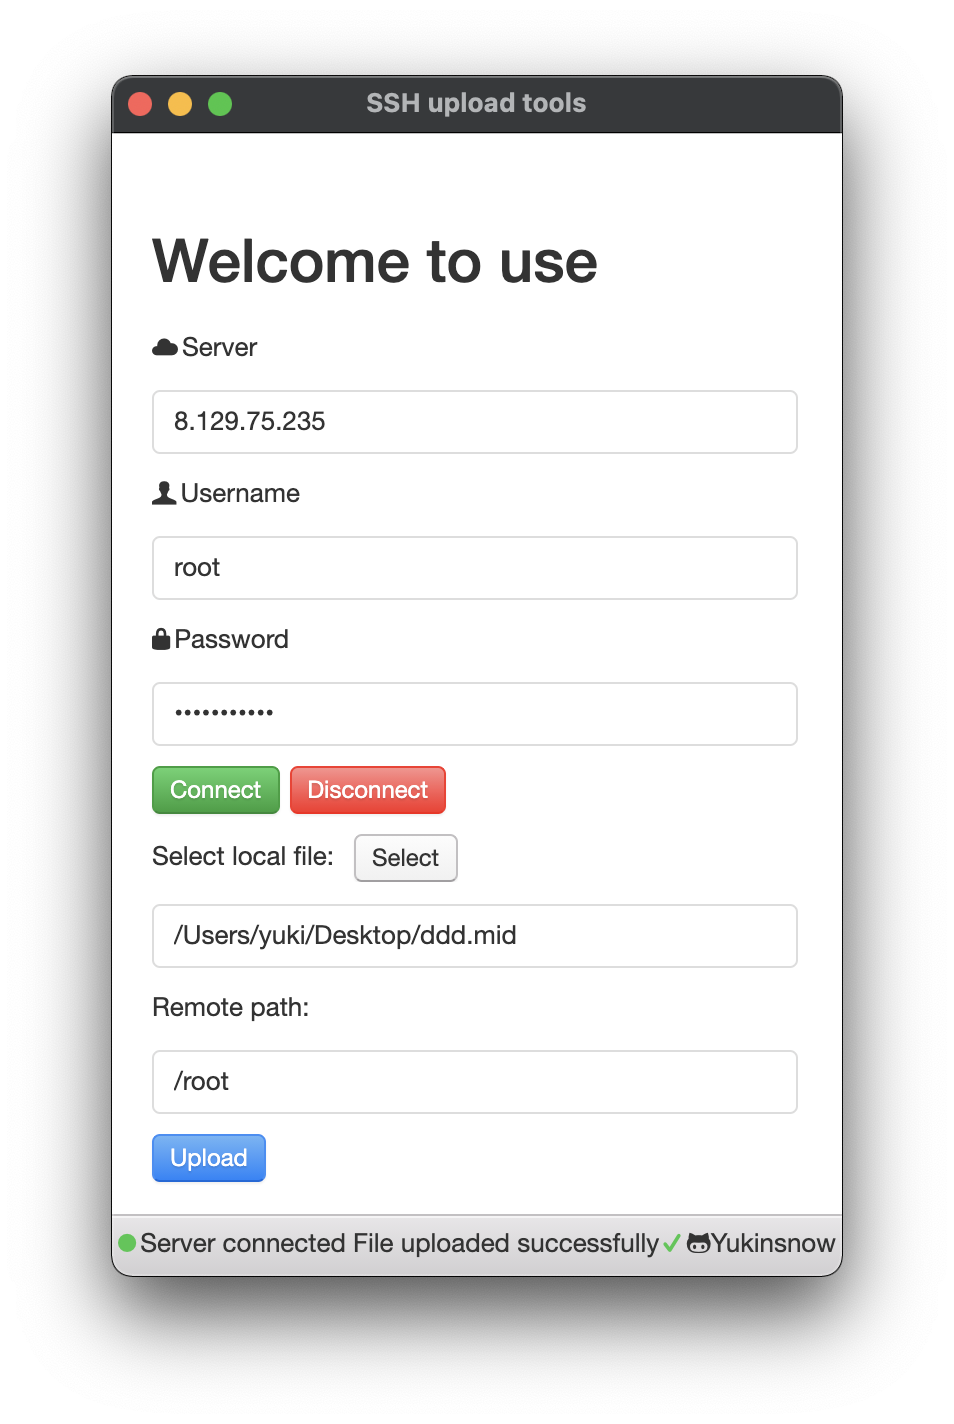 SSH upload tools
Welcome to use
Server
8.129.75.235
Username
root
Password
•••••••••••
Connect Disconnect
Select local file: Select
/Users/yuki/Desktop/ddd.mid
Remote path:
/root
Upload
Server connected File uploaded successfully Yukinsnow